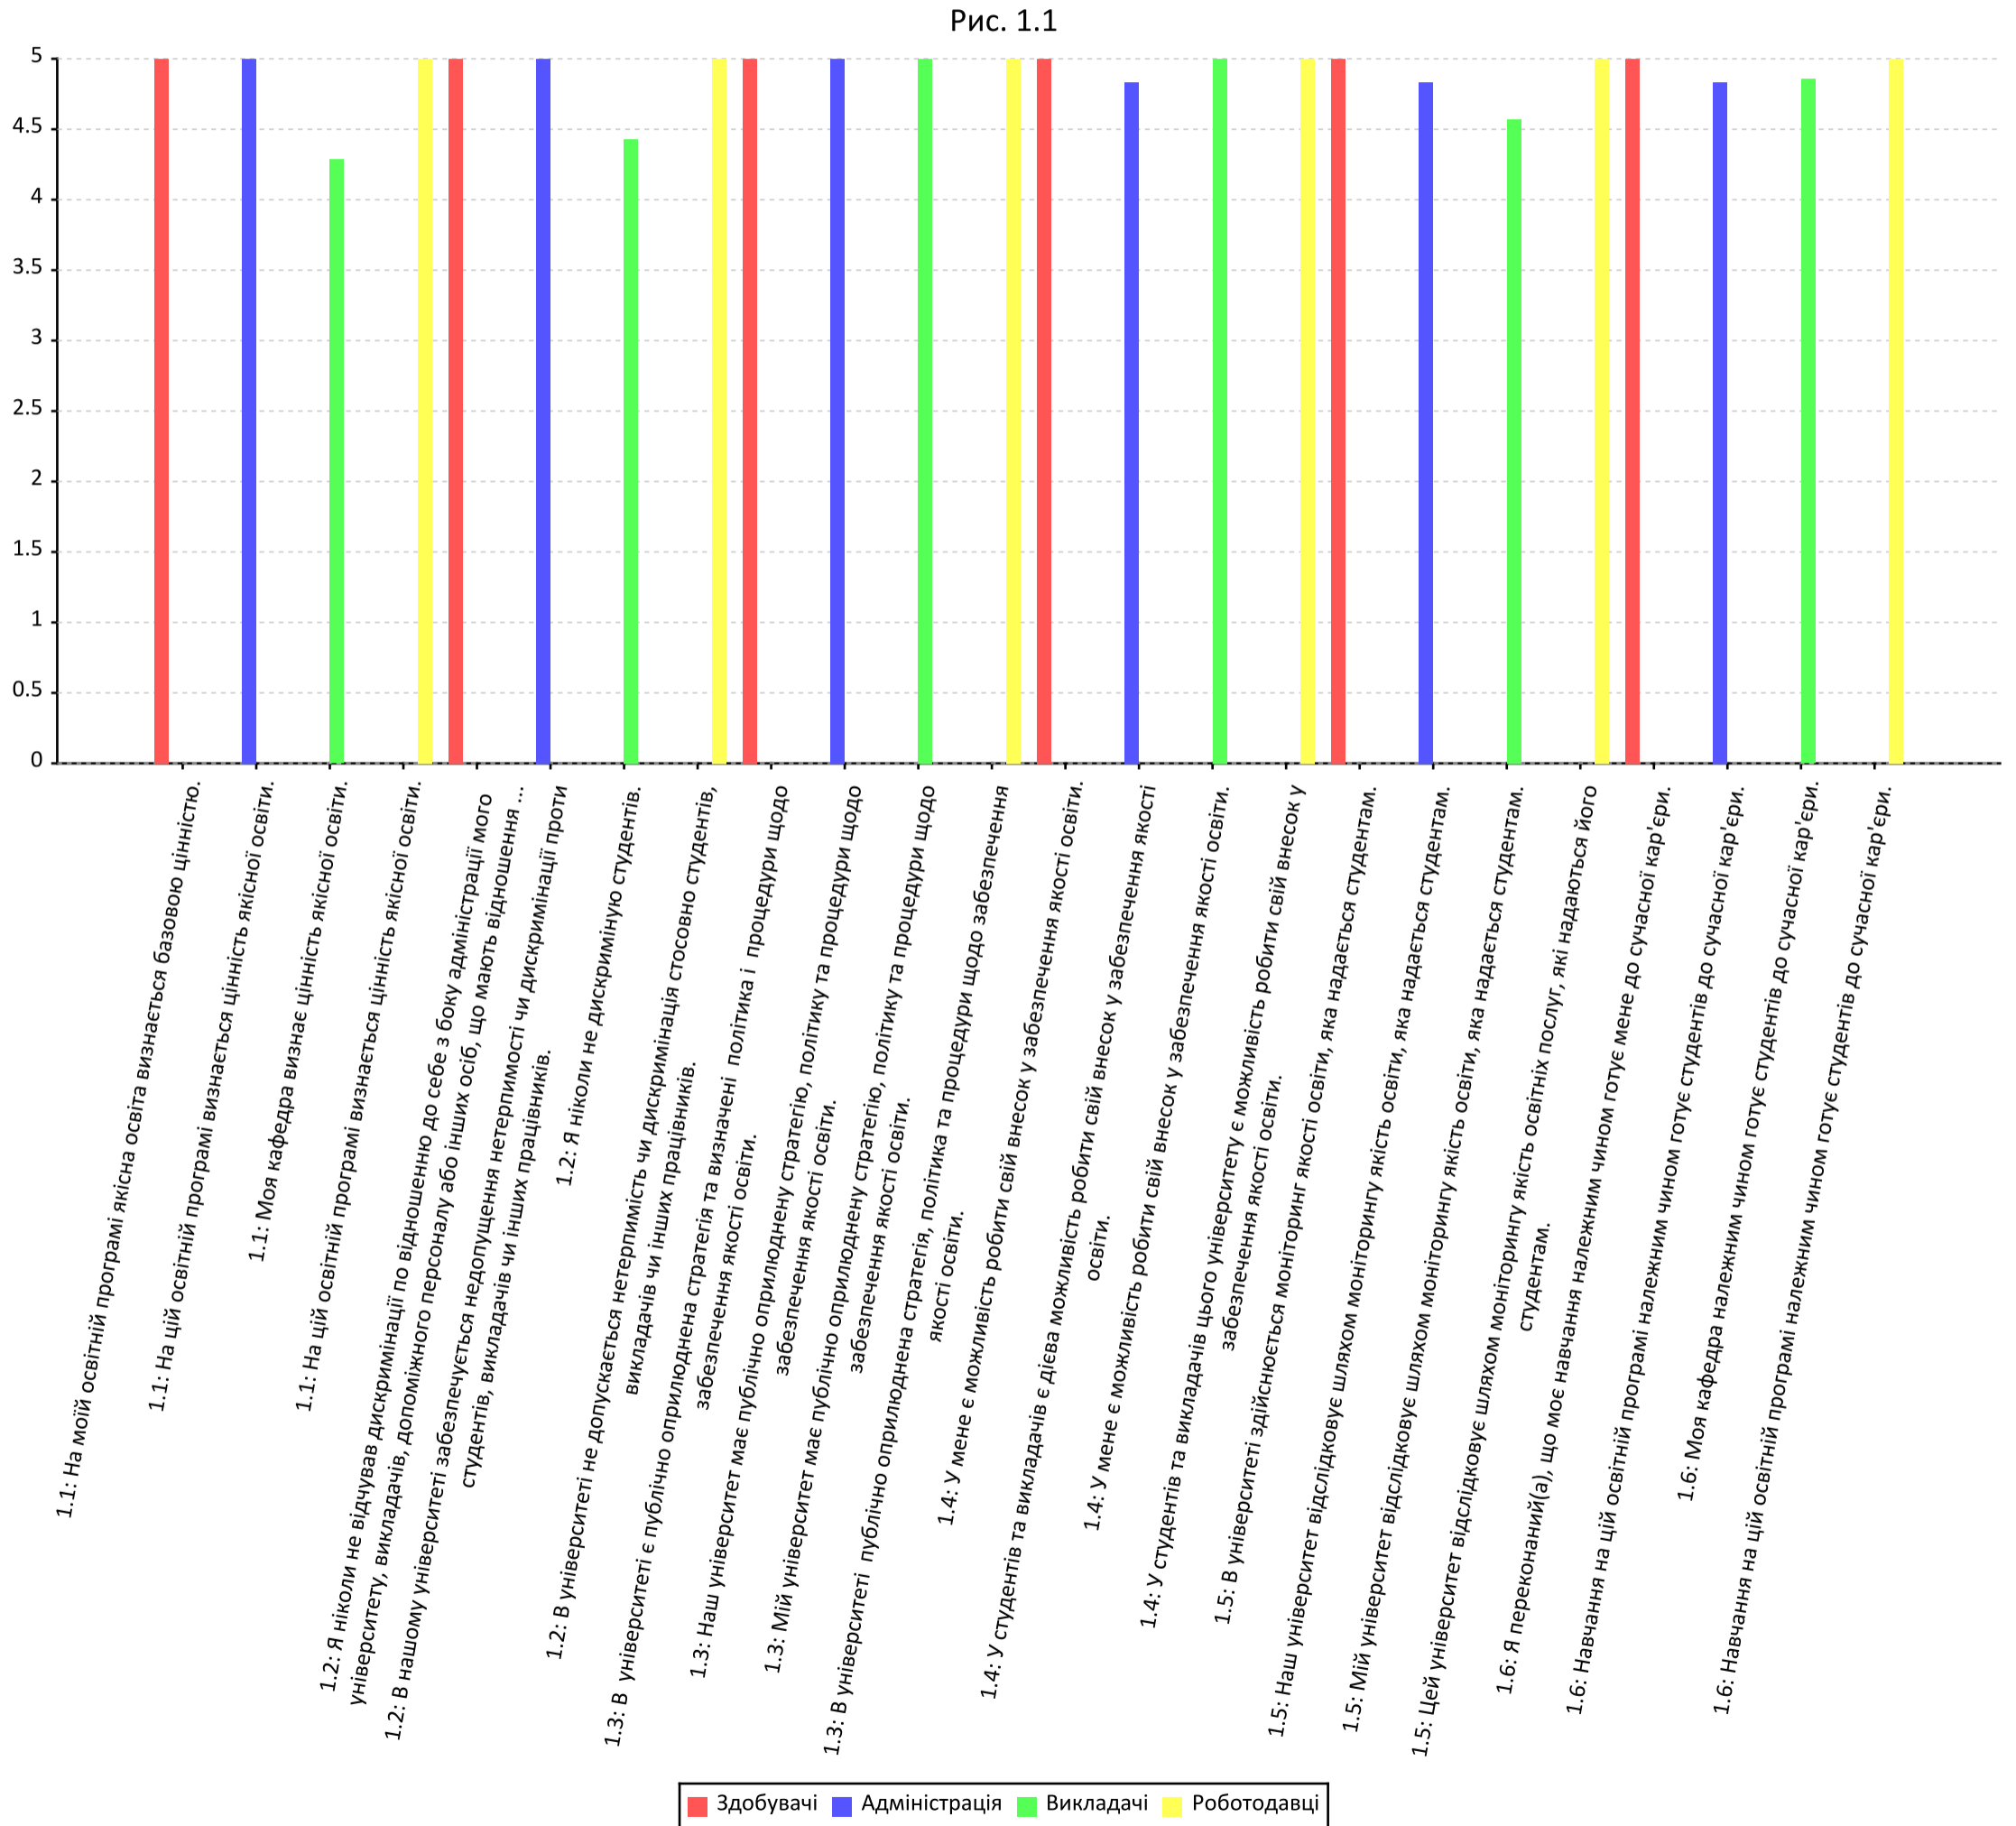 Рис. 1.1
5
4.5
4
3.5
3
2.5
2
1.5
1
0.5
0
1.1: На моїй освітній програмі якісна освіта визнається базовою цінністю.
1.1: На цій освітній програмі визнається цінність якісної освіти.
1.1: Моя кафедра визнає цінність якісної освіти.
1.1: На цій освітній програмі визнається цінність якісної освіти.
1.2: Я ніколи не відчував дискримінації по відношенню до себе з боку адміністрації мого
університету, викладачів, допоміжного персоналу або інших осіб, що мають відношення ...
1.2: В нашому університеті забезпечується недопущення нетерпимості чи дискримінації проти
студентів, викладачів чи інших працівників.
1.2: Я ніколи не дискриміную студентів.
1.2: В університеті не допускається нетерпимість чи дискримінація стосовно студентів,
викладачів чи інших працівників.
1.3: В  університеті є публічно оприлюднена стратегія та визначені  політика і  процедури щодо
забезпечення якості освіти.
1.3: Наш університет має публічно оприлюднену стратегію, політику та процедури щодо
забезпечення якості освіти.
1.3: Мій університет має публічно оприлюднену стратегію, політику та процедури щодо
забезпечення якості освіти.
1.3: В університеті  публічно оприлюднена стратегія, політика та процедури щодо забезпечення
якості освіти.
1.4: У мене є можливість робити свій внесок у забезпечення якості освіти.
1.4: У студентів та викладачів є дієва можливість робити свій внесок у забезпечення якості
освіти.
1.4: У мене є можливість робити свій внесок у забезпечення якості освіти.
1.4: У студентів та викладачів цього університету є можливість робити свій внесок у
забезпечення якості освіти.
1.5: В університеті здійснюється моніторинг якості освіти, яка надається студентам.
1.5: Наш університет відслідковує шляхом моніторингу якість освіти, яка надається студентам.
1.5: Мій університет відслідковує шляхом моніторингу якість освіти, яка надається студентам.
1.5: Цей університет відслідковує шляхом моніторингу якість освітніх послуг, які надаються його
студентам.
1.6: Я переконаний(а), що моє навчання належним чином готує мене до сучасної кар'єри.
1.6: Навчання на цій освітній програмі належним чином готує студентів до сучасної кар'єри.
1.6: Моя кафедра належним чином готує студентів до сучасної кар'єри.
1.6: Навчання на цій освітній програмі належним чином готує студентів до сучасної кар'єри.
Здобувачі Адміністрація Викладачі Роботодавці